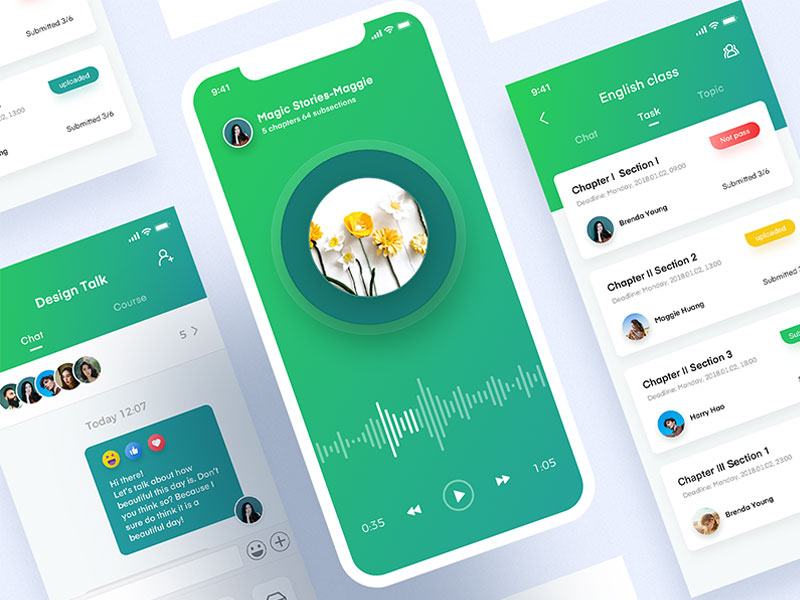 Submitted 3/6
uploaded
13:00
Submitted 3/6
Design Talk
Chat
Course
5
Today 12:07
Hi there!
Let's talk about how
beautiful this day is. Don't
you think so? Because I
sure do think it is a
beautiful day!
9:41
Magic Stories-Maggie
5 chapters 64 subsections
0:35
1:05
9:41
English class
Chat
Task
Topic
Not pass
Chapter I Section I
Deadline: Monday, 2018.01.02, 09:00
Submitted 3/6
Brenda Young
uploaded
Chapter II Section 2
Deadline: Monday, 2018.01.02, 13:00
Submitted
Maggie Huang
Chapter II Section 3
Deadline: Monday, 2018.01.02, 18:00
Harry Hao
Chapter III Section 1
Deadline: Monday, 2018.01.02, 23:00
Brenda Young